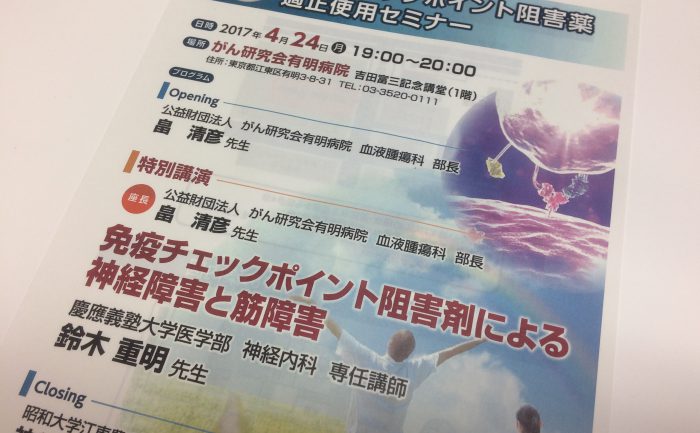 ックポイント阻害薬
適正使用セミナー
日時 2017年4月24日(月) 19:00〜20:00
場所 がん研究会有明病院 吉田富三記念講堂(1階)
住所:東京都江東区有明3-8-31 TEL:03-3520-0111
プログラム
Opening
公益財団法人 がん研究会有明病院 血液腫瘍科 部長
畠 清彦 先生
特別講演
座長 公益財団法人 がん研究会有明病院 血液腫瘍科 部長
畠 清彦 先生
免疫チェックポイント阻害剤による
神経障害と筋障害
慶應義塾大学医学部 神経内科 専任講師
鈴木 重明 先生
Closing
昭和大学江東